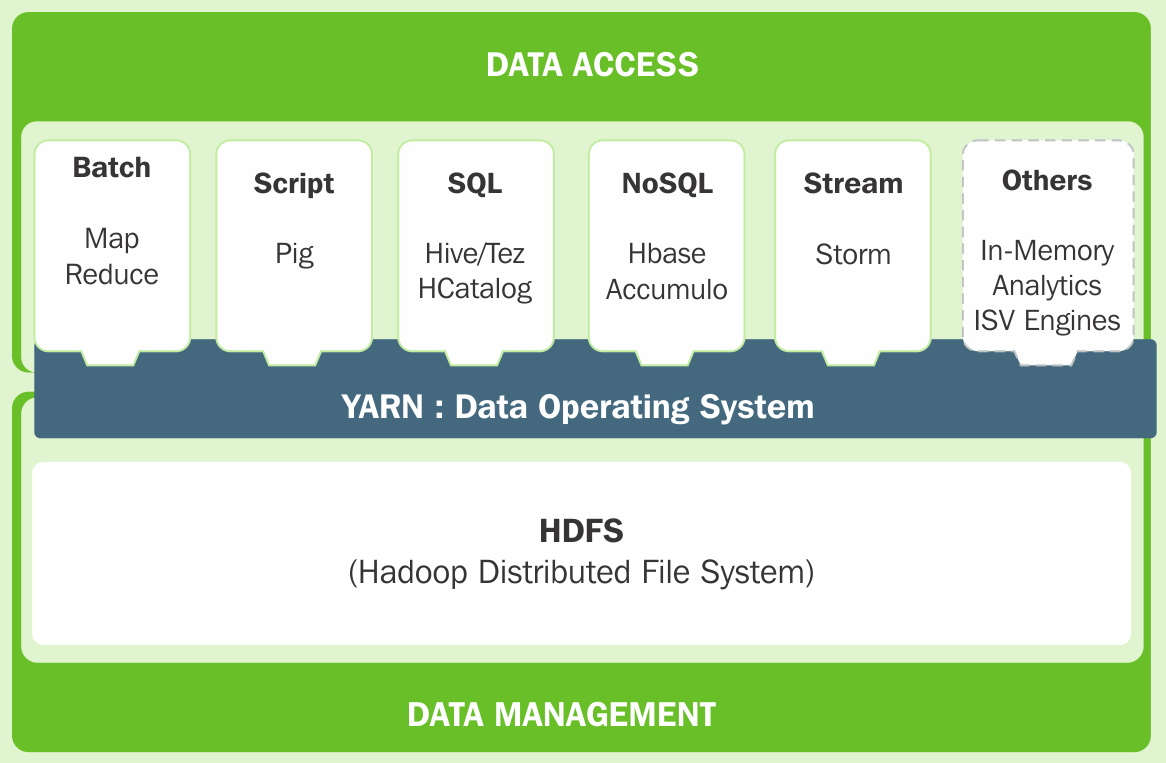 DATA ACCESS
Batch
Map
Reduce
Script
Pig
SQL
Hive/Tez
HCatalog
NoSQL
Hbase
Accumulo
Stream
Storm
Others
In-Memory
Analytics
ISV Engines
YARN : Data Operating System
HDFS
(Hadoop Distributed File System)
DATA MANAGEMENT